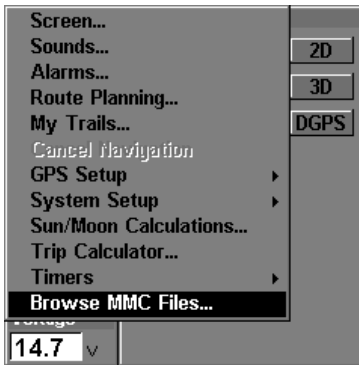 Screen...
Sounds...
Alarms...
Route Planning...
My Trails...
Cancel Navigation
GPS Setup
System Setup
Sun/Moon Calculations...
Trip Calculator...
Timers
Browse MMC Files...
2D
3D
DGPS
14.7 v